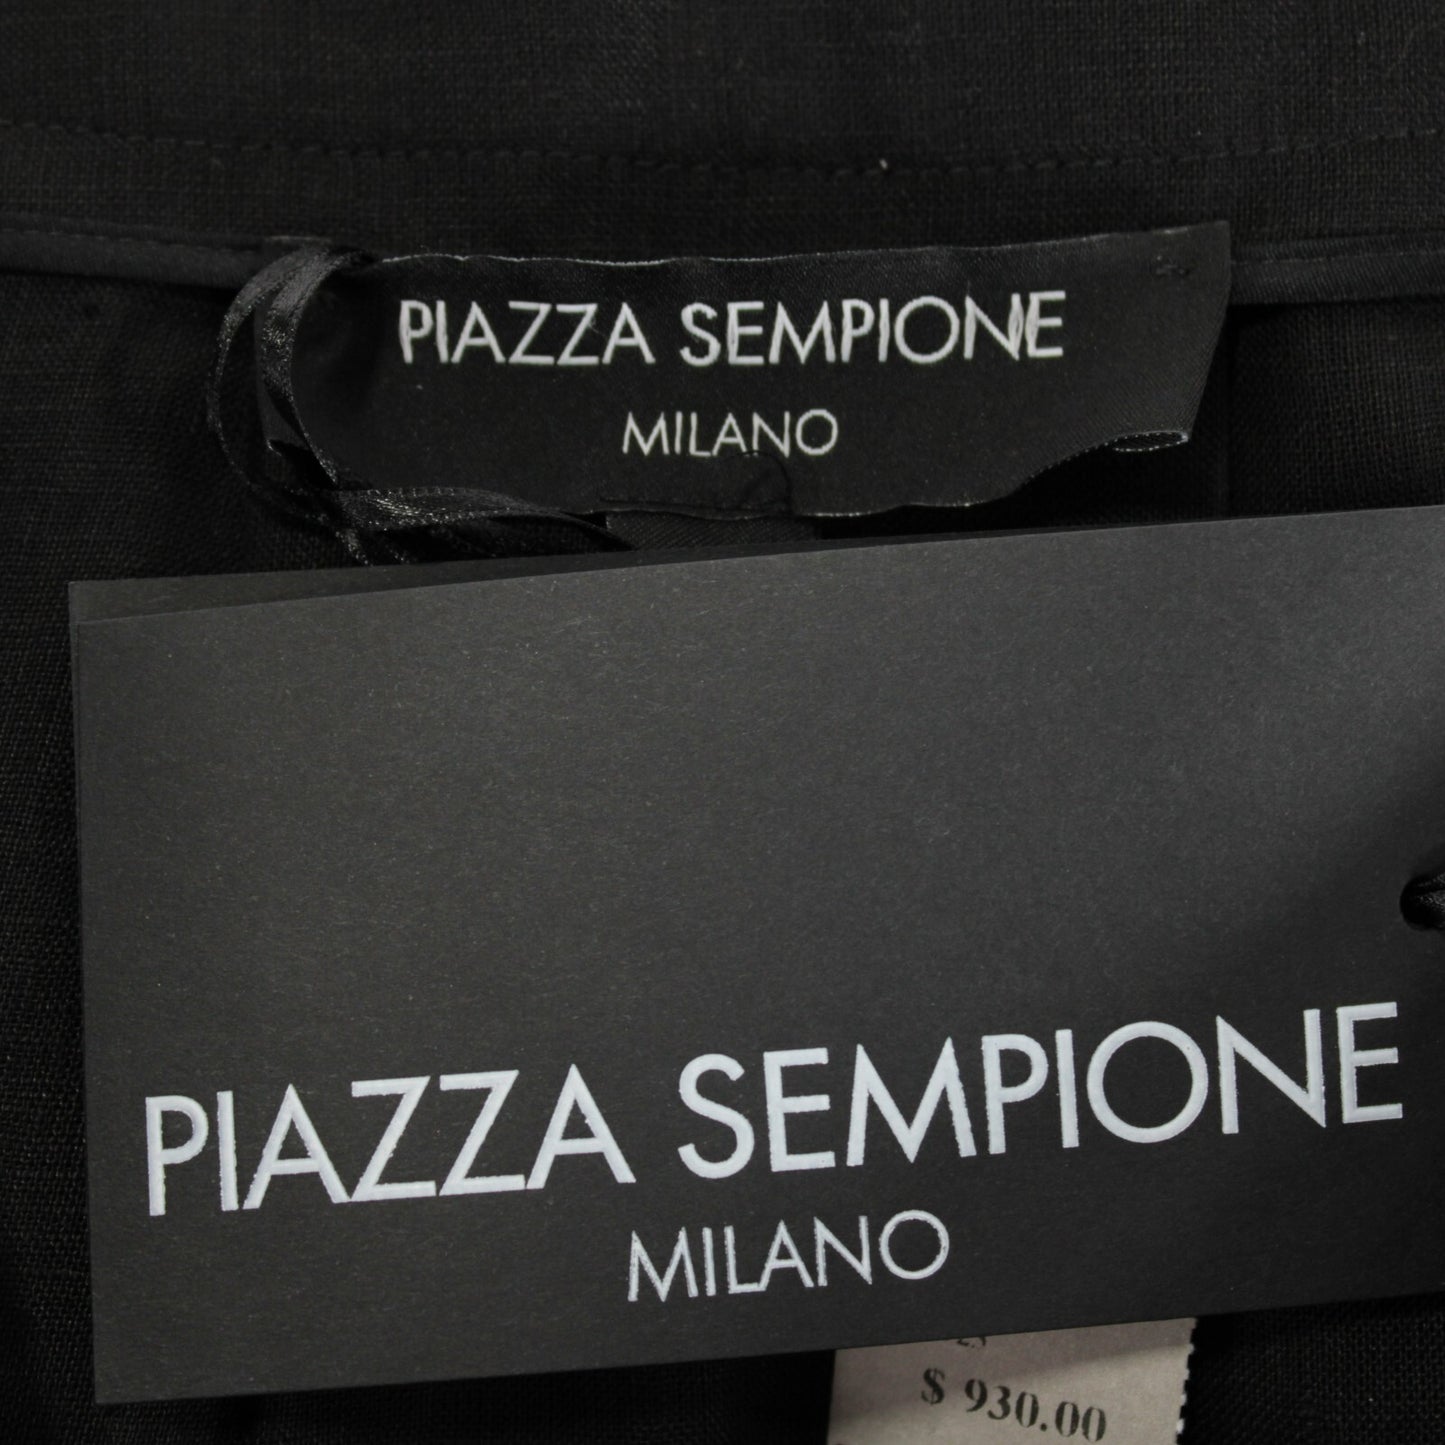 PIAZZA SEMPIONE
MILANO
PIAZZA SEMPIONE
MILANO
$ 930.00